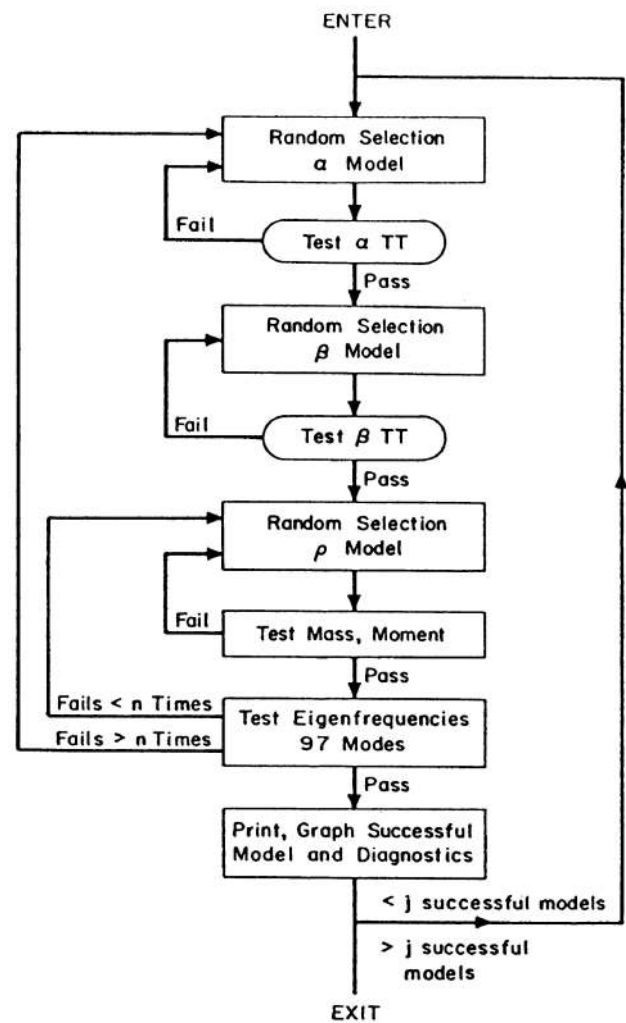 ENTER
Random Selection
α Model
Fail
Test α TT
Pass
Random Selection
β Model
Fail
Test β TT
Pass
Random Selection
ρ Model
Fail
Test Mass, Moment
Pass
Fails < n Times
Fails > n Times
Test Eigenfrequencies
97 Modes
Pass
Print, Graph Successful
Model and Diagnostics
< j successful models
> j successful
models
EXIT